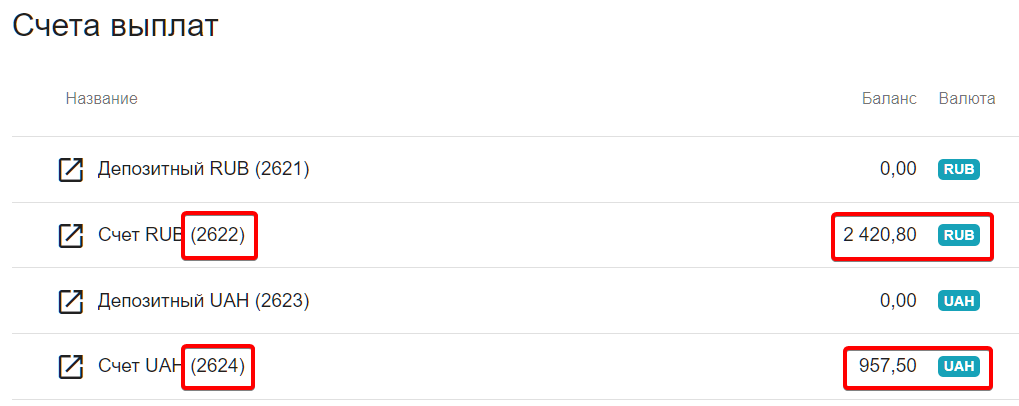 Счета выплат
Название Баланс Валюта
Депозитный RUB (2621) 0,00 RUB
Счет RUB (2622) 2 420,80 RUB
Депозитный UAH (2623) 0,00 UAH
Счет UAH (2624) 957,50 UAH